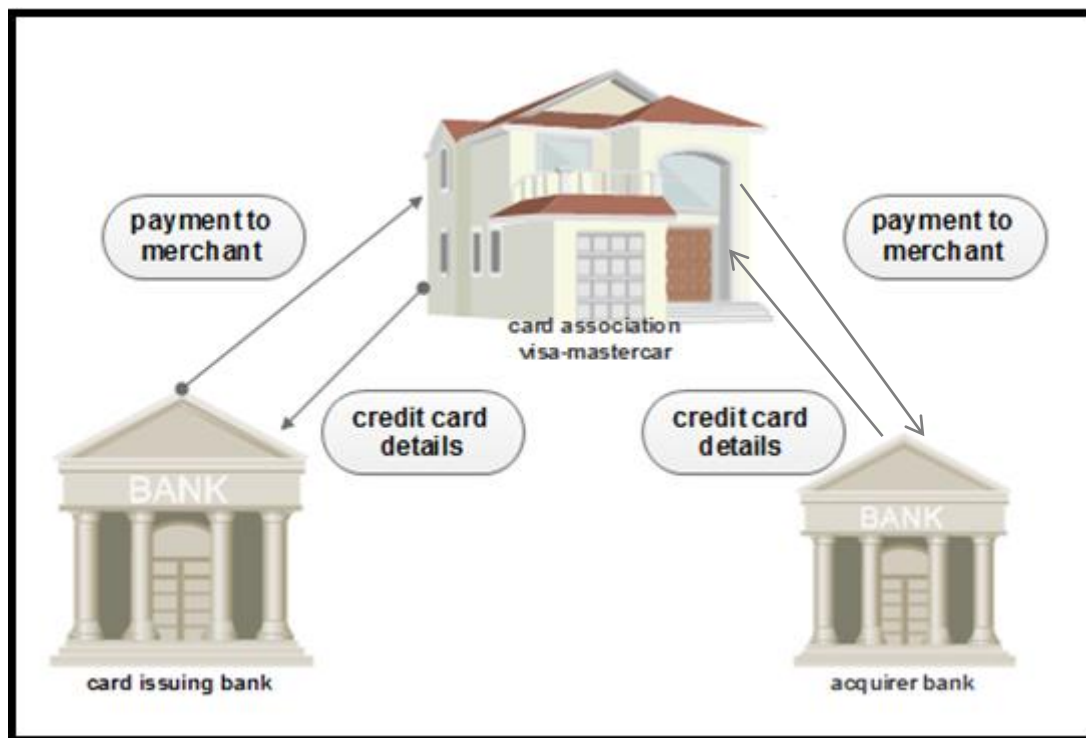 payment to
merchant
payment to
merchant
card association
visa-mastercar
credit card
details
credit card
details
BANK
BANK
card issuing bank
acquirer bank